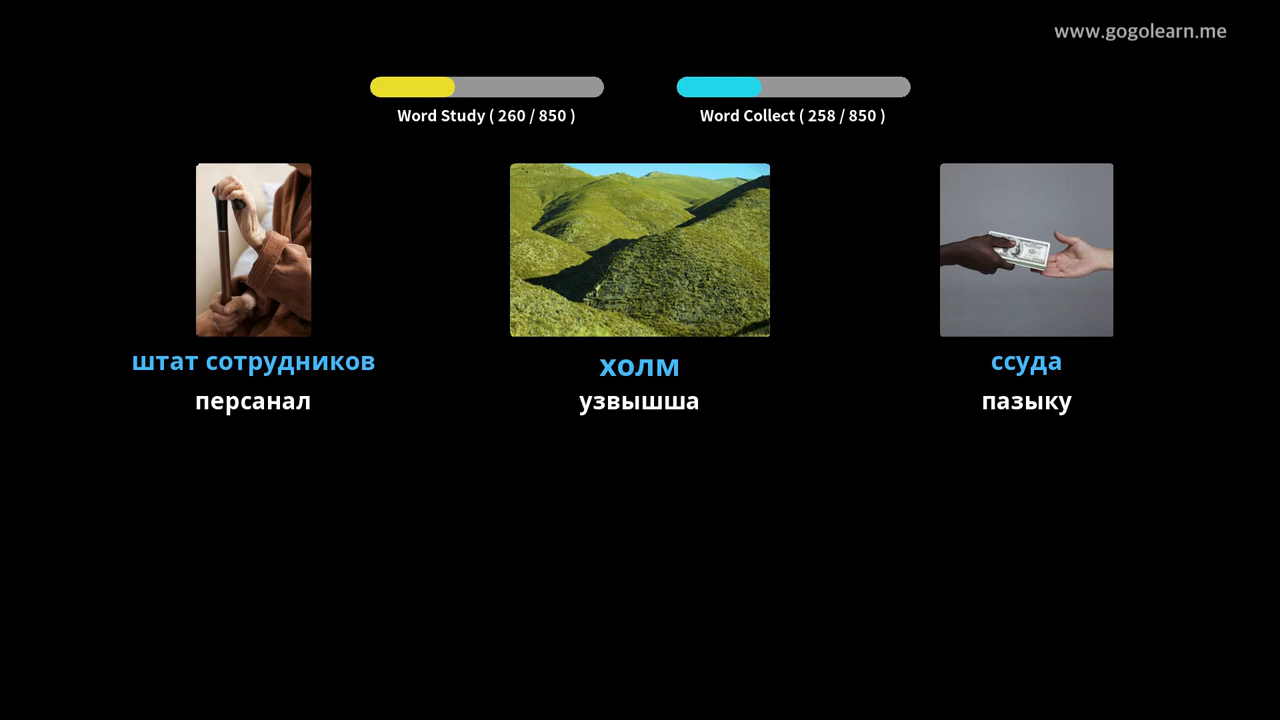 www.gogolearn.me
Word Study ( 260 / 850 )
Word Collect ( 258 / 850 )
штат сотрудников
холм
ссуда
персанал
узвышша
пазыку